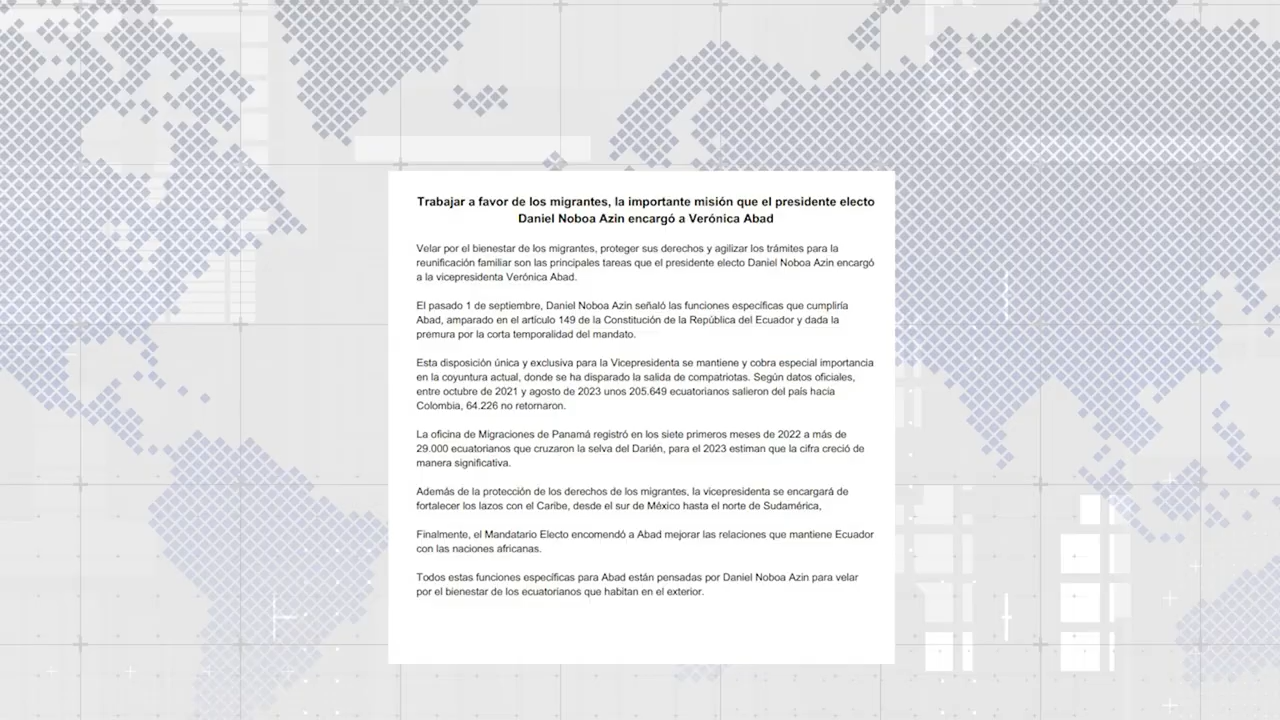 Trabajar a favor de los migrantes, la importante misión que el presidente electo
Daniel Noboa Azin encargó a Verónica Abad
Velar por el bienestar de los migrantes, proteger sus derechos y agilizar los trámites para la
reunificación familiar son las principales tareas que el presidente electo Daniel Noboa Azin encargó
a la vicepresidenta Verónica Abad.
El pasado 1 de septiembre, Daniel Noboa Azin señaló las funciones específicas que cumpliría
Abad, amparado en el artículo 149 de la Constitución de la República del Ecuador y dada la
premura por la corta temporalidad del mandato.
Esta disposición única y exclusiva para la Vicepresidenta se mantiene y cobra especial importancia
en la coyuntura actual, donde se ha disparado la salida de compatriotas. Según datos oficiales,
entre octubre de 2021 y agosto de 2023 unos 205.649 ecuatorianos salieron del país hacia
Colombia, 64.226 no retornaron.
La oficina de Migraciones de Panamá registró en los siete primeros meses de 2022 a más de
29.000 ecuatorianos que cruzaron la selva del Darién, para el 2023 estiman que la cifra creció de
manera significativa.
Además de la protección de los derechos de los migrantes, la vicepresidenta se encargará de
fortalecer los lazos con el Caribe, desde el sur de México hasta el norte de Sudamérica,
Finalmente, el Mandatario Electo encomendó a Abad mejorar las relaciones que mantiene Ecuador
con las naciones africanas.
Todos estas funciones específicas para Abad están pensadas por Daniel Noboa Azin para velar
por el bienestar de los ecuatorianos que habitan en el exterior.